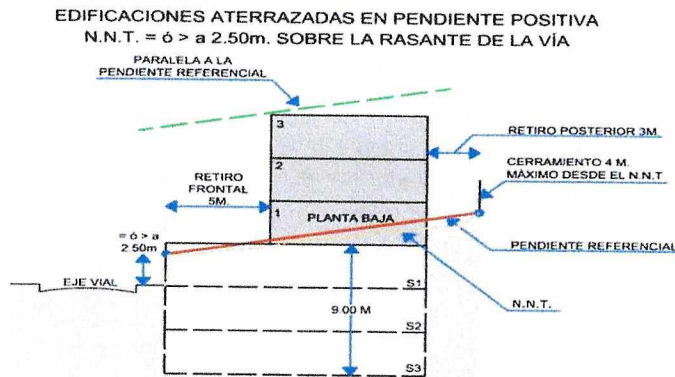 EDIFICACIONES ATERRAZADAS EN PENDIENTE POSITIVA
N.N.T. = ó > a 2.50m. SOBRE LA RASANTE DE LA VÍA
PARALELA A LA
PENDIENTE REFERENCIAL
3
RETIRO POSTERIOR 3M.
2
RETIRO
FRONTAL
5M.
CERRAMIENTO 4 M.
MÁXIMO DESDE EL N.N.T
1
PLANTA BAJA
= ó > a
2.50m
PENDIENTE REFERENCIAL
EJE VIAL
S1
9.00 M
N.N.T.
S2
S3